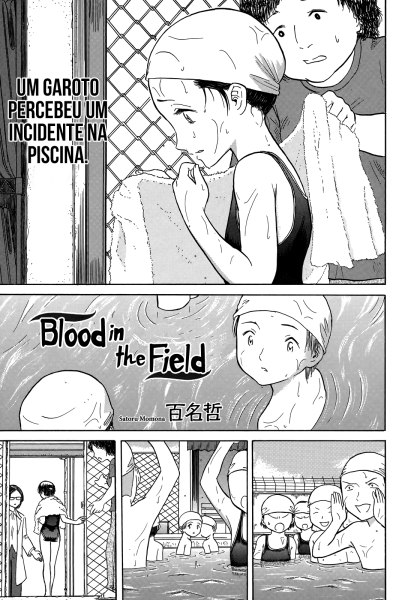 UM GAROTO
PERCEBEU UM
INCIDENTE NA
PISCINA.
Blood in
the Field
Satoru Momona 百名哲